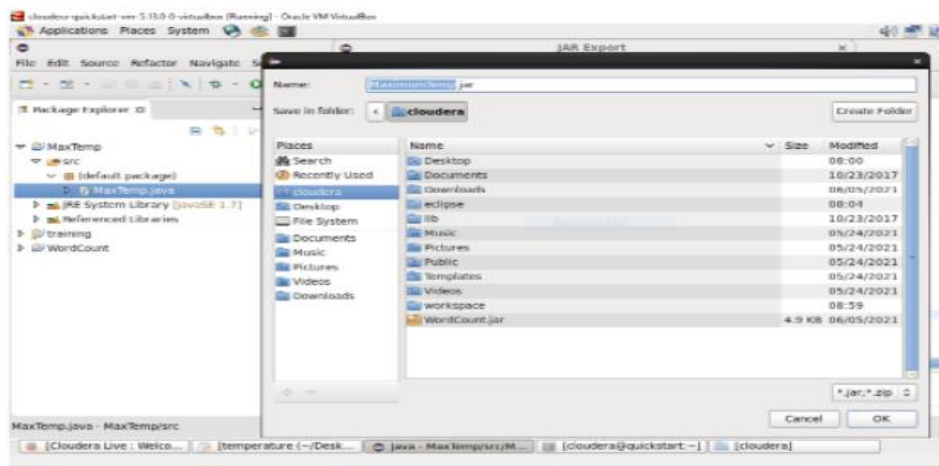 cloudera-quickstart-vm-5.13.0-0-virtualbox [Running] - Oracle VM VirtualBox
Applications Places System
JAR Export
File Edit Source Refactor Navigate
Name: MaximumTemp.jar
Save in folder: < cloudera Create Folder
Package Explorer
MaxTemp
src
(default package)
MaxTemp.java
JRE System Library [JavaSE 1.7]
Referenced Libraries
training
WordCount
Places
Search
Recently Used
cloudera
Desktop
File System
Documents
Music
Pictures
Videos
Downloads
Name Size Modified
Desktop 08:00
Documents 10/23/2017
Downloads 06/05/2021
eclipse 08:04
lib 10/23/2017
Music 05/24/2021
Pictures 05/24/2021
Public 05/24/2021
Templates 05/24/2021
Videos 05/24/2021
workspace 08:59
WordCount.jar 4.9 KB 06/05/2021
*.jar;*.zip
Cancel OK
MaxTemp.java - MaxTemp/src
[Cloudera Live : Welco... [temperature (~/Desk... Java - MaxTemp/src/M... [cloudera@quickstart:~] [cloudera]